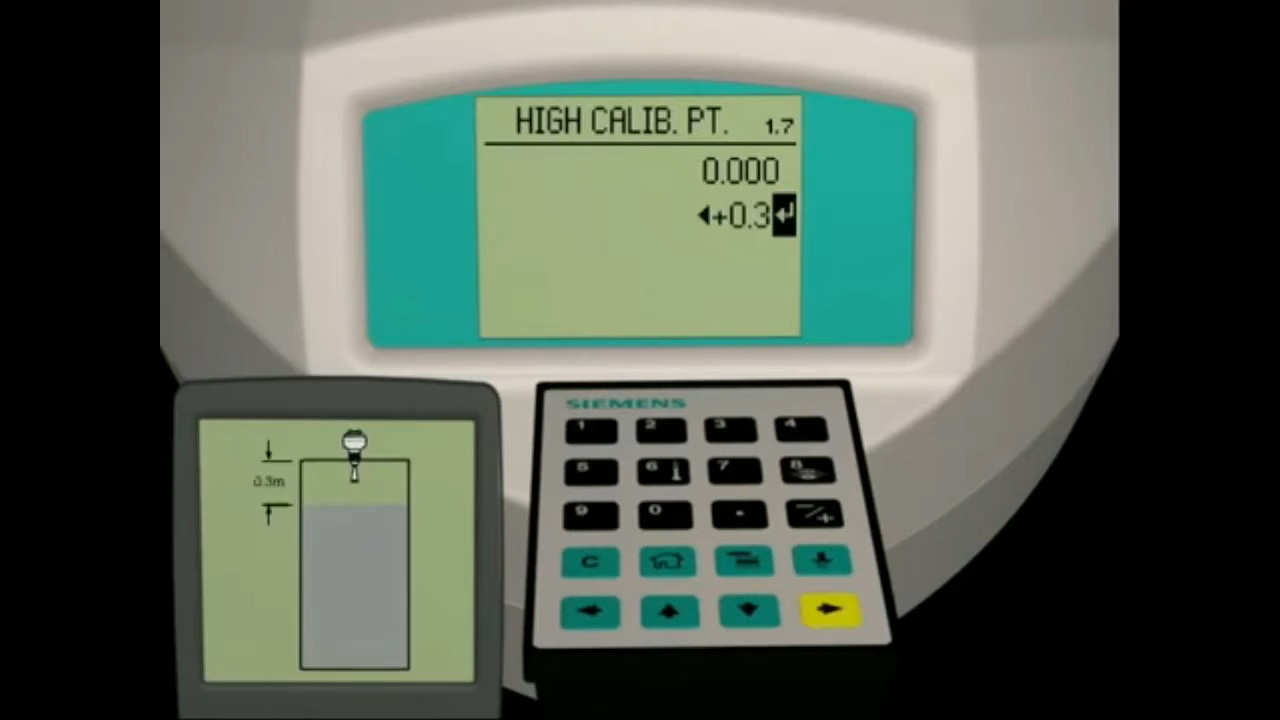 HIGH CALIB. PT. 1.7
0.000
+0.3
0.3m
SIEMENS
1 2 3 4
5 6 7 8
9 0 . −/+
C